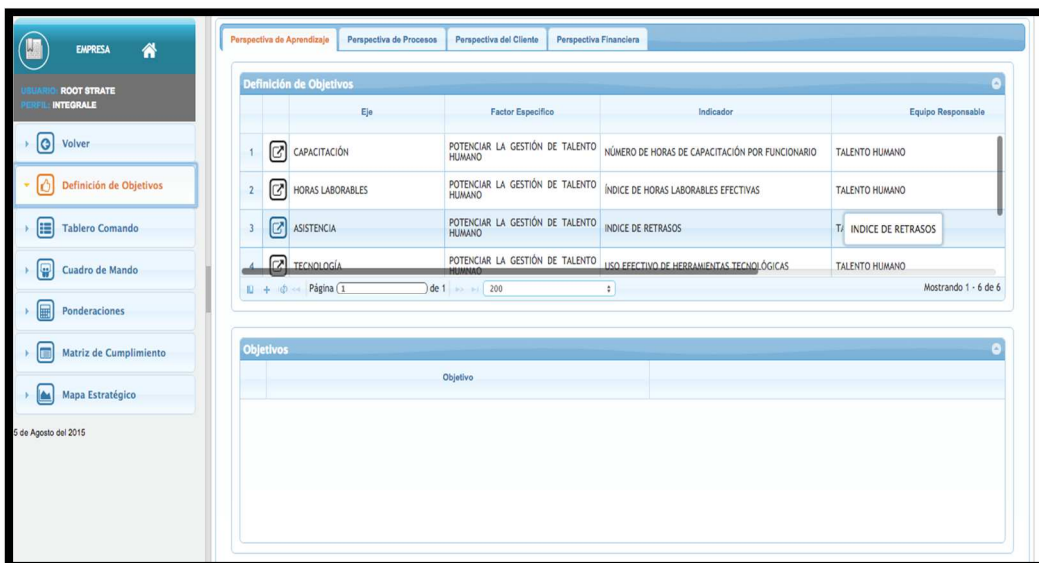 EMPRESA
USUARIO: ROOT STRATE
PERFIL: INTEGRALE
Volver
Definición de Objetivos
Tablero Comando
Cuadro de Mando
Ponderaciones
Matriz de Cumplimiento
Mapa Estratégico
5 de Agosto del 2015
Perspectiva de Aprendizaje Perspectiva de Procesos Perspectiva del Cliente Perspectiva Financiera
Definición de Objetivos
Eje Factor Especifico Indicador Equipo Responsable
1 CAPACITACIÓN POTENCIAR LA GESTIÓN DE TALENTO HUMANO NÚMERO DE HORAS DE CAPACITACIÓN POR FUNCIONARIO TALENTO HUMANO
2 HORAS LABORABLES POTENCIAR LA GESTIÓN DE TALENTO HUMANO ÍNDICE DE HORAS LABORABLES EFECTIVAS TALENTO HUMANO
3 ASISTENCIA POTENCIAR LA GESTIÓN DE TALENTO HUMANO INDICE DE RETRASOS TA INDICE DE RETRASOS
4 TECNOLOGÍA POTENCIAR LA GESTIÓN DE TALENTO HUMNAO USO EFECTIVO DE HERRAMIENTAS TECNOLÓGICAS TALENTO HUMANO
Página 1 de 1 200 Mostrando 1 - 6 de 6
Objetivos
Objetivo